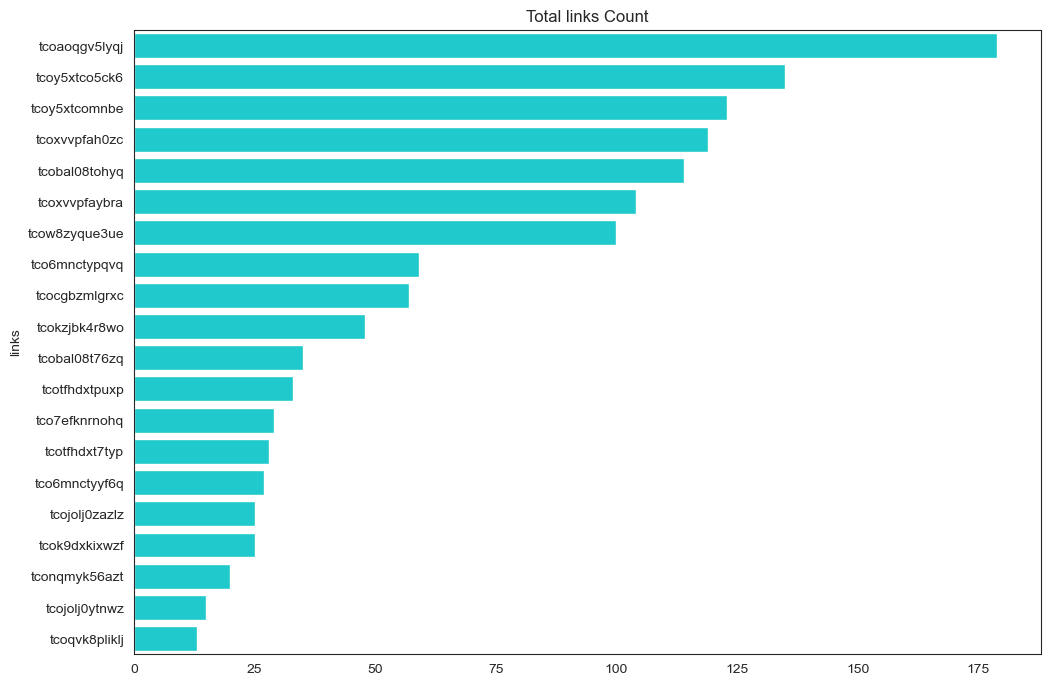 Total links Count
tcoaoqgv5lyqj
tcoy5xtco5ck6
tcoy5xtcomnbe
tcoxvvpfah0zc
tcobal08tohyq
tcoxvvpfaybra
tcow8zyque3ue
tco6mnctypqvq
tcocgbzmlgrxc
tcokzjbk4r8wo
tcobal08t76zq
tcotfhdxtpuxp
tco7efknrnohq
tcotfhdxt7typ
tco6mnctyyf6q
tcojolj0zazlz
tcok9dxkixwzf
tconqmyk56azt
tcojolj0ytnwz
tcoqvk8pliklj
links
0 25 50 75 100 125 150 175